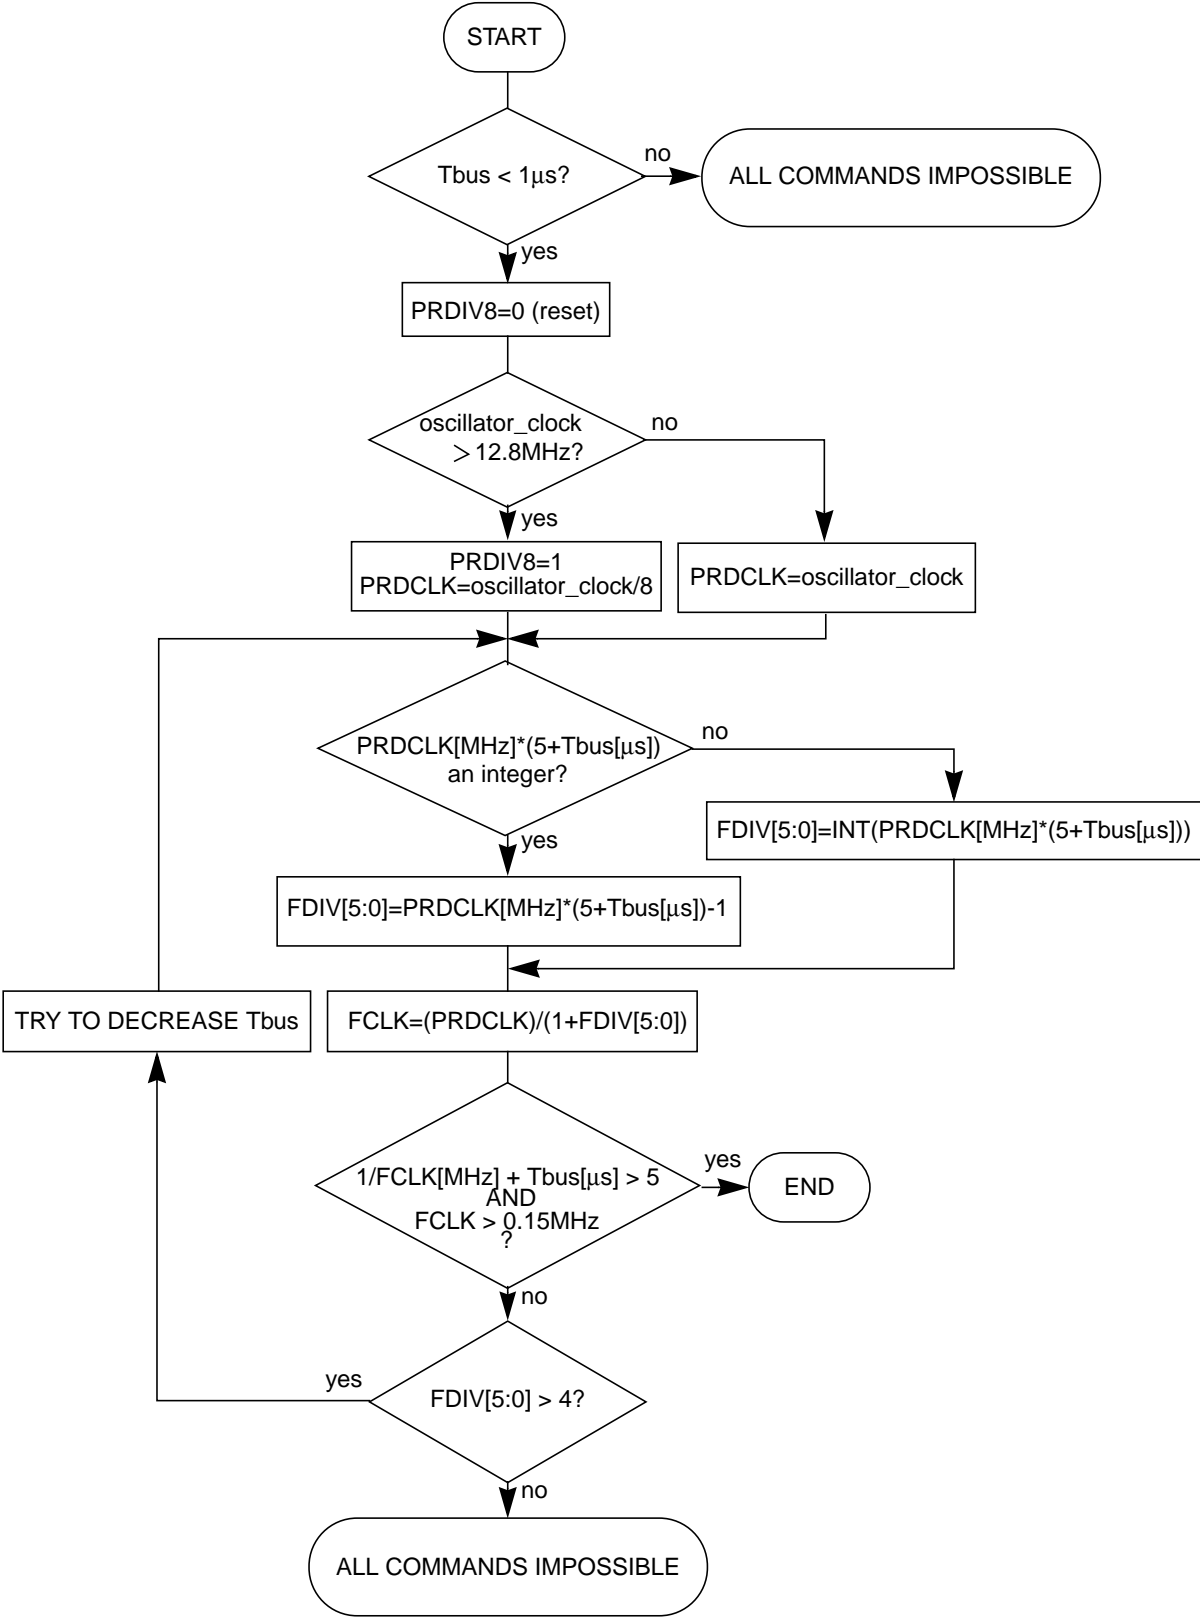 START
Tbus < 1μs?
no
ALL COMMANDS IMPOSSIBLE
yes
PRDIV8=0 (reset)
oscillator_clock
> 12.8MHz?
no
yes
PRDIV8=1
PRDCLK=oscillator_clock/8
PRDCLK=oscillator_clock
PRDCLK[MHz]*(5+Tbus[μs])
an integer?
no
yes
FDIV[5:0]=INT(PRDCLK[MHz]*(5+Tbus[μs]))
FDIV[5:0]=PRDCLK[MHz]*(5+Tbus[μs])-1
TRY TO DECREASE Tbus
FCLK=(PRDCLK)/(1+FDIV[5:0])
1/FCLK[MHz] + Tbus[μs] > 5
AND
FCLK > 0.15MHz
?
yes
END
no
yes
FDIV[5:0] > 4?
no
ALL COMMANDS IMPOSSIBLE